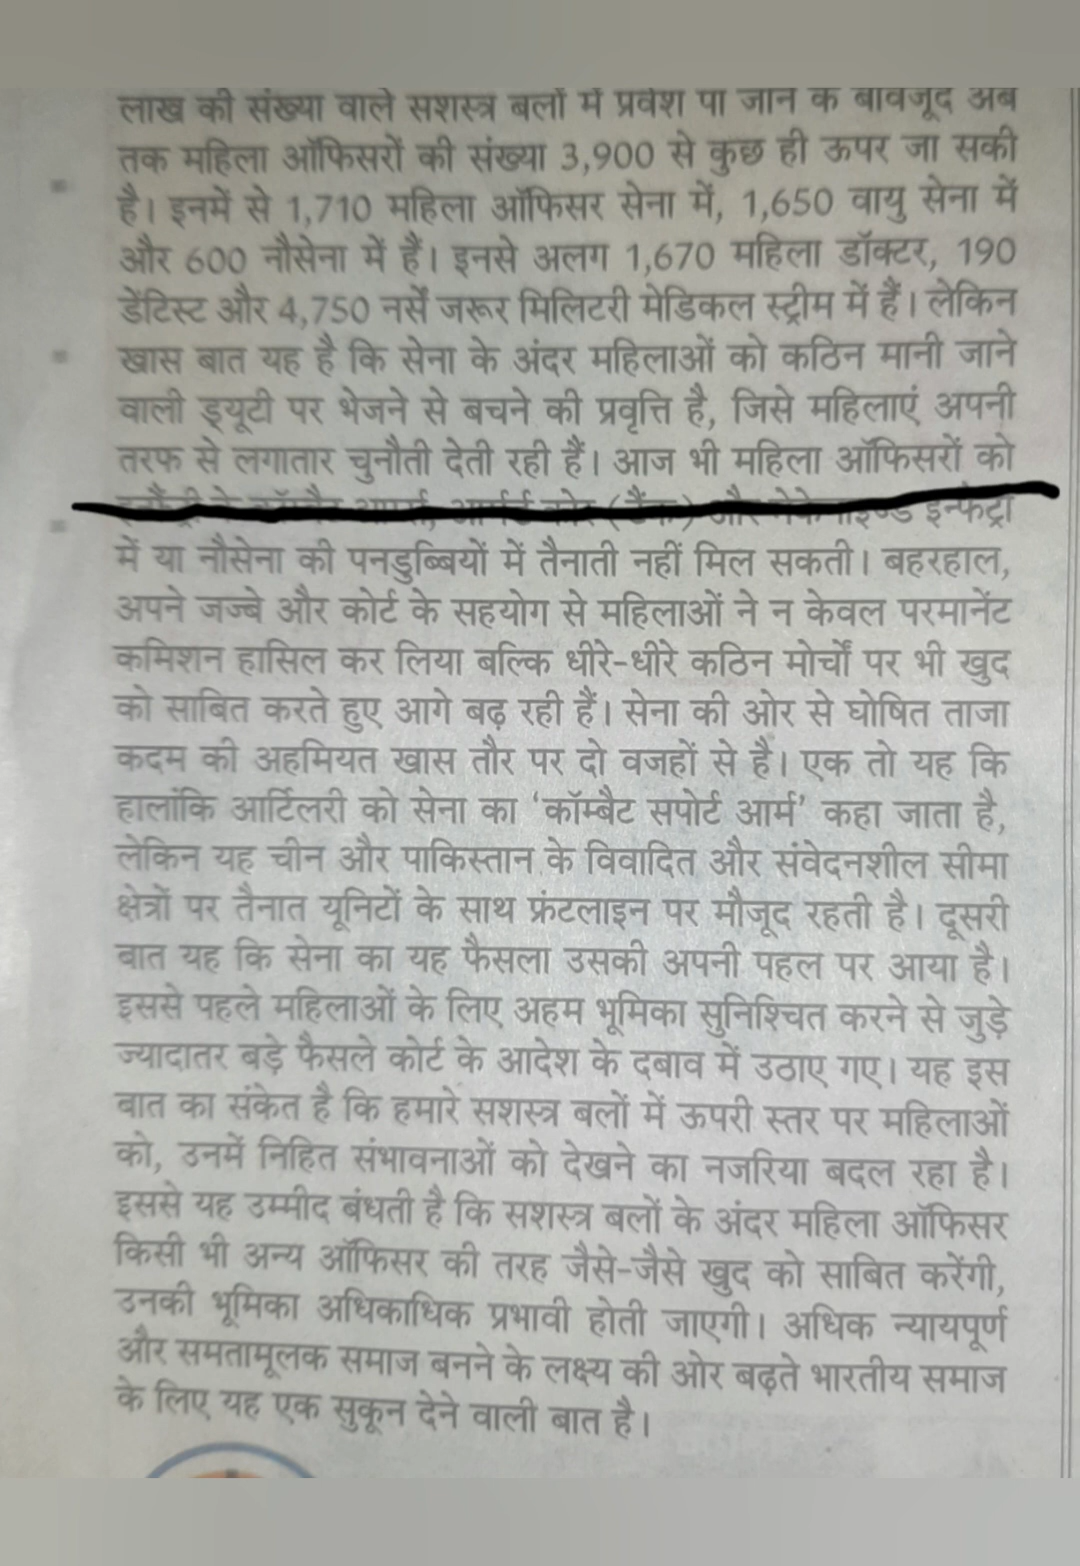 लाख की संख्या वाले सशस्त्र बलों में प्रवेश पा जाने के बावजूद अब
तक महिला ऑफिसरों की संख्या 3,900 से कुछ ही ऊपर जा सकी
है। इनमें से 1,710 महिला ऑफिसर सेना में, 1,650 वायु सेना में
और 600 नौसेना में हैं। इनसे अलग 1,670 महिला डॉक्टर, 190
डेंटिस्ट और 4,750 नर्सें जरूर मिलिटरी मेडिकल स्ट्रीम में हैं। लेकिन
खास बात यह है कि सेना के अंदर महिलाओं को कठिन मानी जाने
वाली ड्यूटी पर भेजने से बचने की प्रवृत्ति है, जिसे महिलाएं अपनी
तरफ से लगातार चुनौती देती रही हैं। आज भी महिला ऑफिसरों को
(टैंक) और इन्फेंट्री
में या नौसेना की पनडुब्बियों में तैनाती नहीं मिल सकती। बहरहाल,
अपने जज्बे और कोर्ट के सहयोग से महिलाओं ने न केवल परमानेंट
कमिशन हासिल कर लिया बल्कि धीरे-धीरे कठिन मोर्चों पर भी खुद
को साबित करते हुए आगे बढ़ रही हैं। सेना की ओर से घोषित ताजा
कदम की अहमियत खास तौर पर दो वजहों से है। एक तो यह कि
हालांकि आर्टिलरी को सेना का ‘कॉम्बैट सपोर्ट आर्म’ कहा जाता है,
लेकिन यह चीन और पाकिस्तान के विवादित और संवेदनशील सीमा
क्षेत्रों पर तैनात यूनिटों के साथ फ्रंटलाइन पर मौजूद रहती है। दूसरी
बात यह कि सेना का यह फैसला उसकी अपनी पहल पर आया है।
इससे पहले महिलाओं के लिए अहम भूमिका सुनिश्चित करने से जुड़े
ज्यादातर बड़े फैसले कोर्ट के आदेश के दबाव में उठाए गए। यह इस
बात का संकेत है कि हमारे सशस्त्र बलों में ऊपरी स्तर पर महिलाओं
को, उनमें निहित संभावनाओं को देखने का नजरिया बदल रहा है।
इससे यह उम्मीद बंधती है कि सशस्त्र बलों के अंदर महिला ऑफिसर
किसी भी अन्य ऑफिसर की तरह जैसे-जैसे खुद को साबित करेंगी,
उनकी भूमिका अधिकाधिक प्रभावी होती जाएगी। अधिक न्यायपूर्ण
और समतामूलक समाज बनने के लक्ष्य की ओर बढ़ते भारतीय समाज
के लिए यह एक सुकून देने वाली बात है।